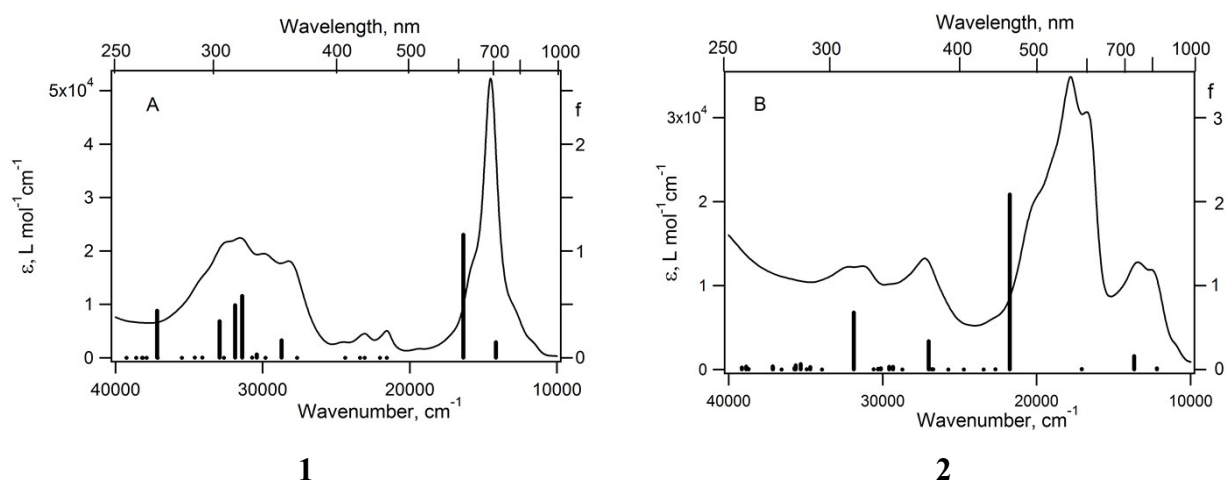 Wavelength, nm
250 300 400 500 700 1000
A
f
5x10⁴
4
3
2
1
0
2
1
0
ε, L mol⁻¹cm⁻¹
40000 30000 20000 10000
Wavenumber, cm⁻¹
1
Wavelength, nm
250 300 400 500 700 1000
B
f
3x10⁴
2
1
0
3
2
1
0
ε, L mol⁻¹cm⁻¹
40000 30000 20000 10000
Wavenumber, cm⁻¹
2